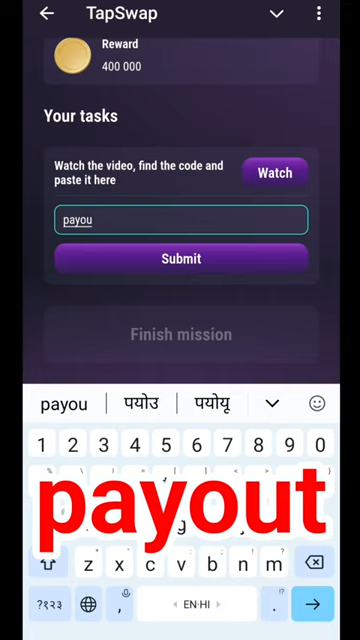 TapSwap
Reward
400 000
Your tasks
Watch the video, find the code and
paste it here
Watch
payou
Submit
Finish mission
payou
पयोउ
पयोयू
1 2 3 4 5 6 7 8 9 0
payout
z x c v b n m
?१२३
,
EN·HI
.